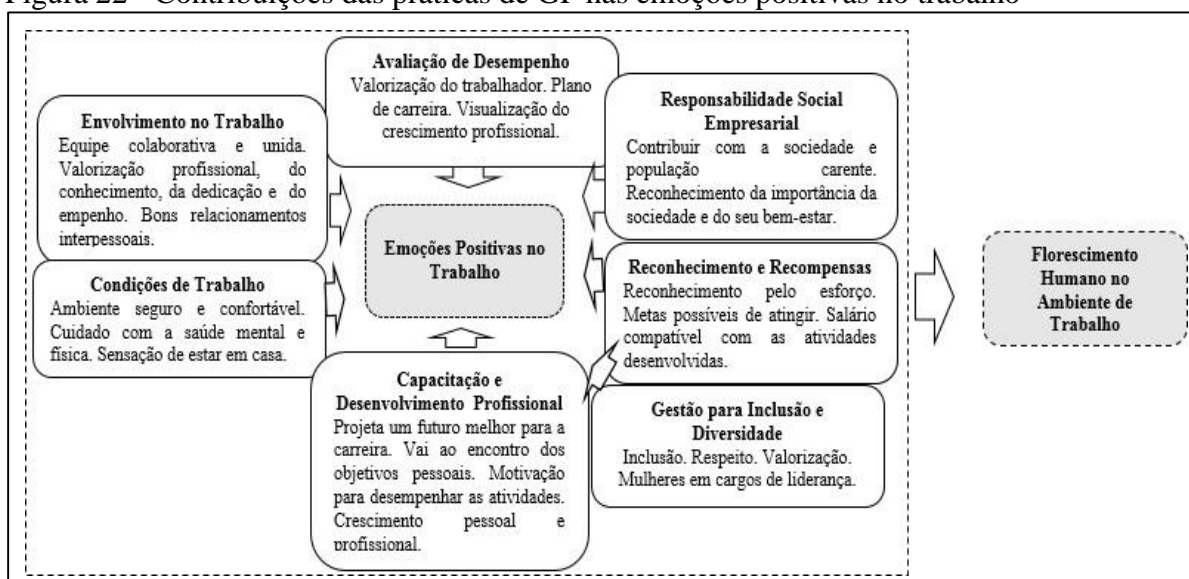 Figura 22 - Contribuições das práticas de GP nas emoções positivas no trabalho
Avaliação de Desempenho
Valorização do trabalhador. Plano
de carreira. Visualização do
crescimento profissional.
Envolvimento no Trabalho
Equipe colaborativa e unida.
Valorização profissional, do
conhecimento, da dedicação e do
empenho. Bons relacionamentos
interpessoais.
Responsabilidade Social
Empresarial
Contribuir com a sociedade e
população carente.
Reconhecimento da importância da
sociedade e do seu bem-estar.
Emoções Positivas no
Trabalho
Condições de Trabalho
Ambiente seguro e confortável.
Cuidado com a saúde mental e
física. Sensação de estar em casa.
Reconhecimento e Recompensas
Reconhecimento pelo esforço.
Metas possíveis de atingir. Salário
compatível com as atividades
desenvolvidas.
Florescimento
Humano no
Ambiente de
Trabalho
Capacitação e
Desenvolvimento Profissional
Projeta um futuro melhor para a
carreira. Vai ao encontro dos
objetivos pessoais. Motivação
para desempenhar as atividades.
Crescimento pessoal e
profissional.
Gestão para Inclusão e
Diversidade
Inclusão. Respeito. Valorização.
Mulheres em cargos de liderança.